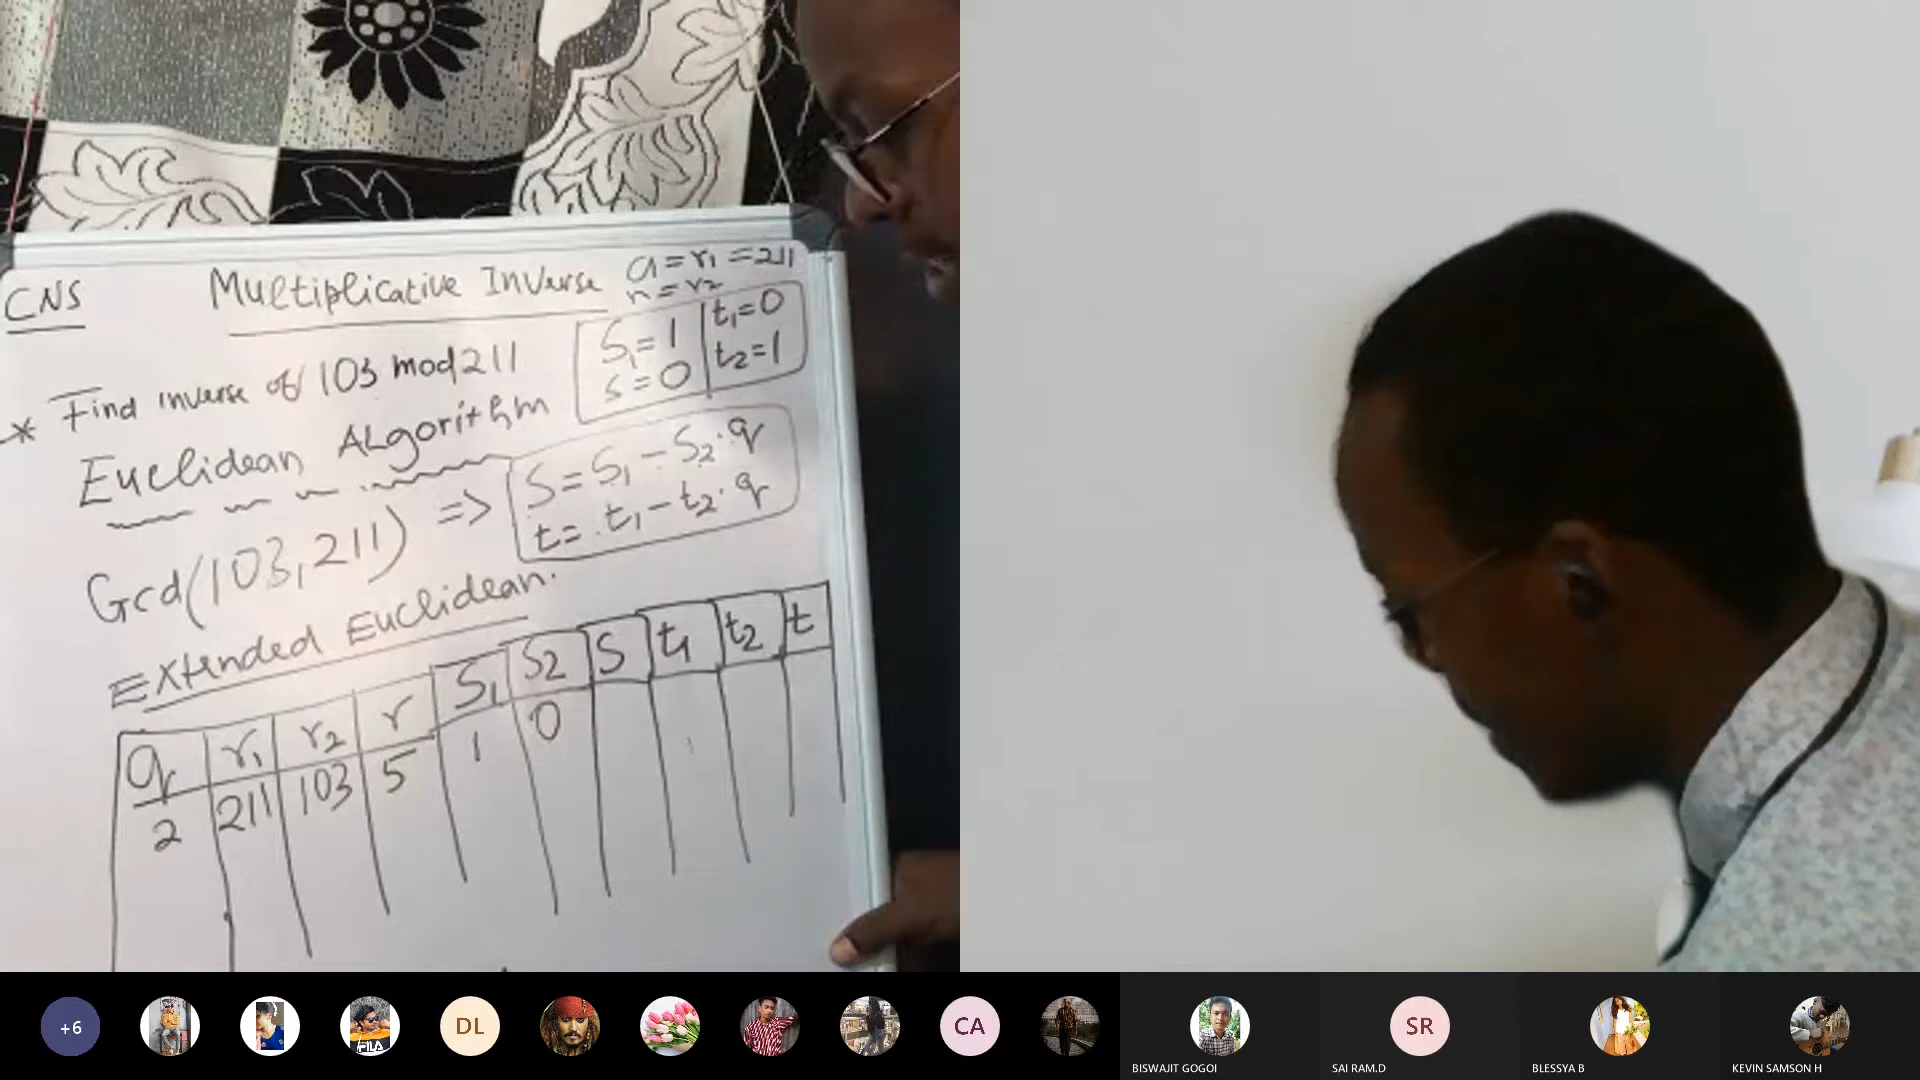 CNS
Multiplicative Inverse
a = r₁ = 211
n = r₂
S₁ = 1 | t₁ = 0
s = 0 | t₂ = 1
* Find inverse of 103 mod 211
Euclidean ALgorithm
Gcd(103, 211) => S = S₁ - S₂ · q
t = t₁ - t₂ · q
Extended Euclidean.
q r₁ r₂ r S₁ S₂ S t₁ t₂ t
2 211 103 5 1 0
+6
FILA
DL
CA
SR
BISWAJIT GOGOI
SAI RAM.D
BLESSYA B
KEVIN SAMSON H